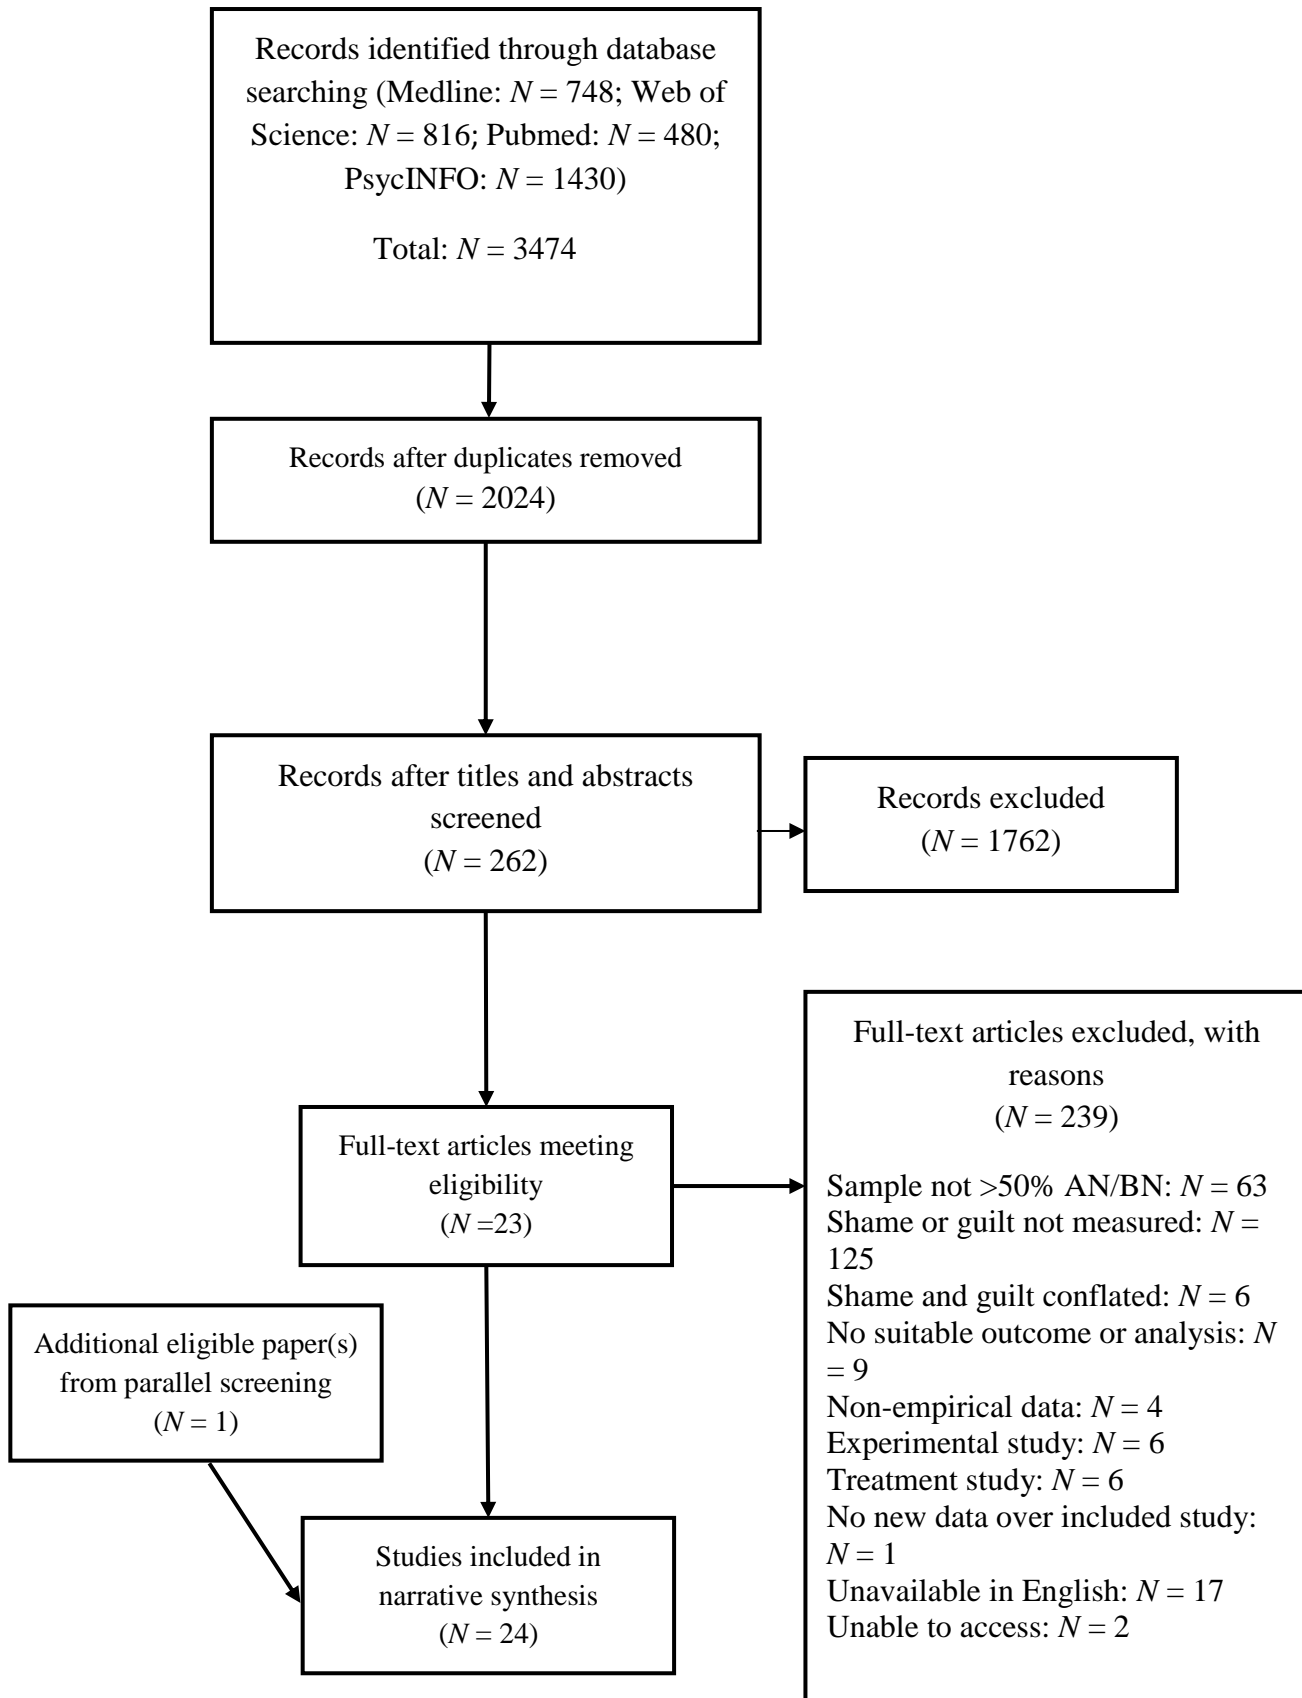 Records identified through database
searching (Medline: N = 748; Web of
Science: N = 816; Pubmed: N = 480;
PsycINFO: N = 1430)
Total: N = 3474
Records after duplicates removed
(N = 2024)
Records after titles and abstracts
screened
(N = 262)
Records excluded
(N = 1762)
Full-text articles meeting
eligibility
(N =23)
Full-text articles excluded, with
reasons
(N = 239)
Sample not >50% AN/BN: N = 63
Shame or guilt not measured: N =
125
Shame and guilt conflated: N = 6
No suitable outcome or analysis: N
= 9
Non-empirical data: N = 4
Experimental study: N = 6
Treatment study: N = 6
No new data over included study:
N = 1
Unavailable in English: N = 17
Unable to access: N = 2
Additional eligible paper(s)
from parallel screening
(N = 1)
Studies included in
narrative synthesis
(N = 24)